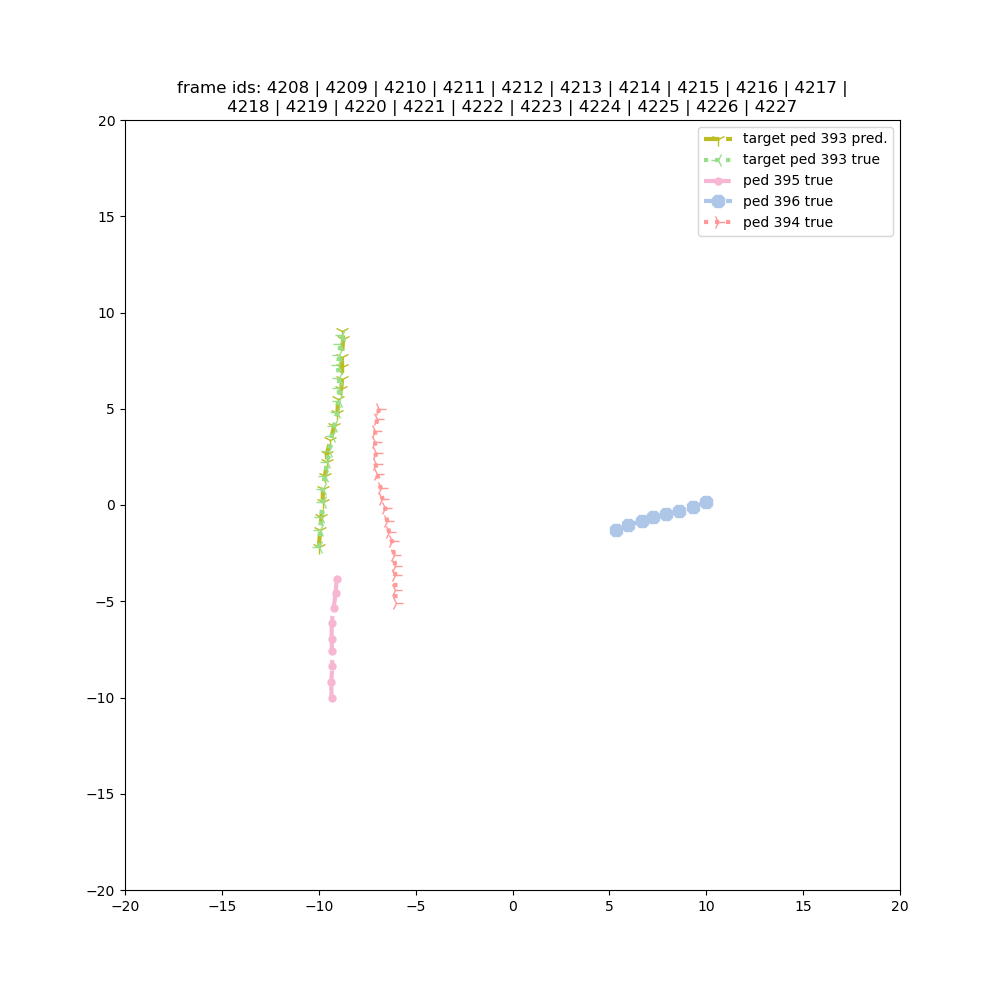 frame ids: 4208 | 4209 | 4210 | 4211 | 4212 | 4213 | 4214 | 4215 | 4216 | 4217 |
4218 | 4219 | 4220 | 4221 | 4222 | 4223 | 4224 | 4225 | 4226 | 4227
target ped 393 pred.
target ped 393 true
ped 395 true
ped 396 true
ped 394 true
20
15
10
5
0
−5
−10
−15
−20
−20 −15 −10 −5 0 5 10 15 20